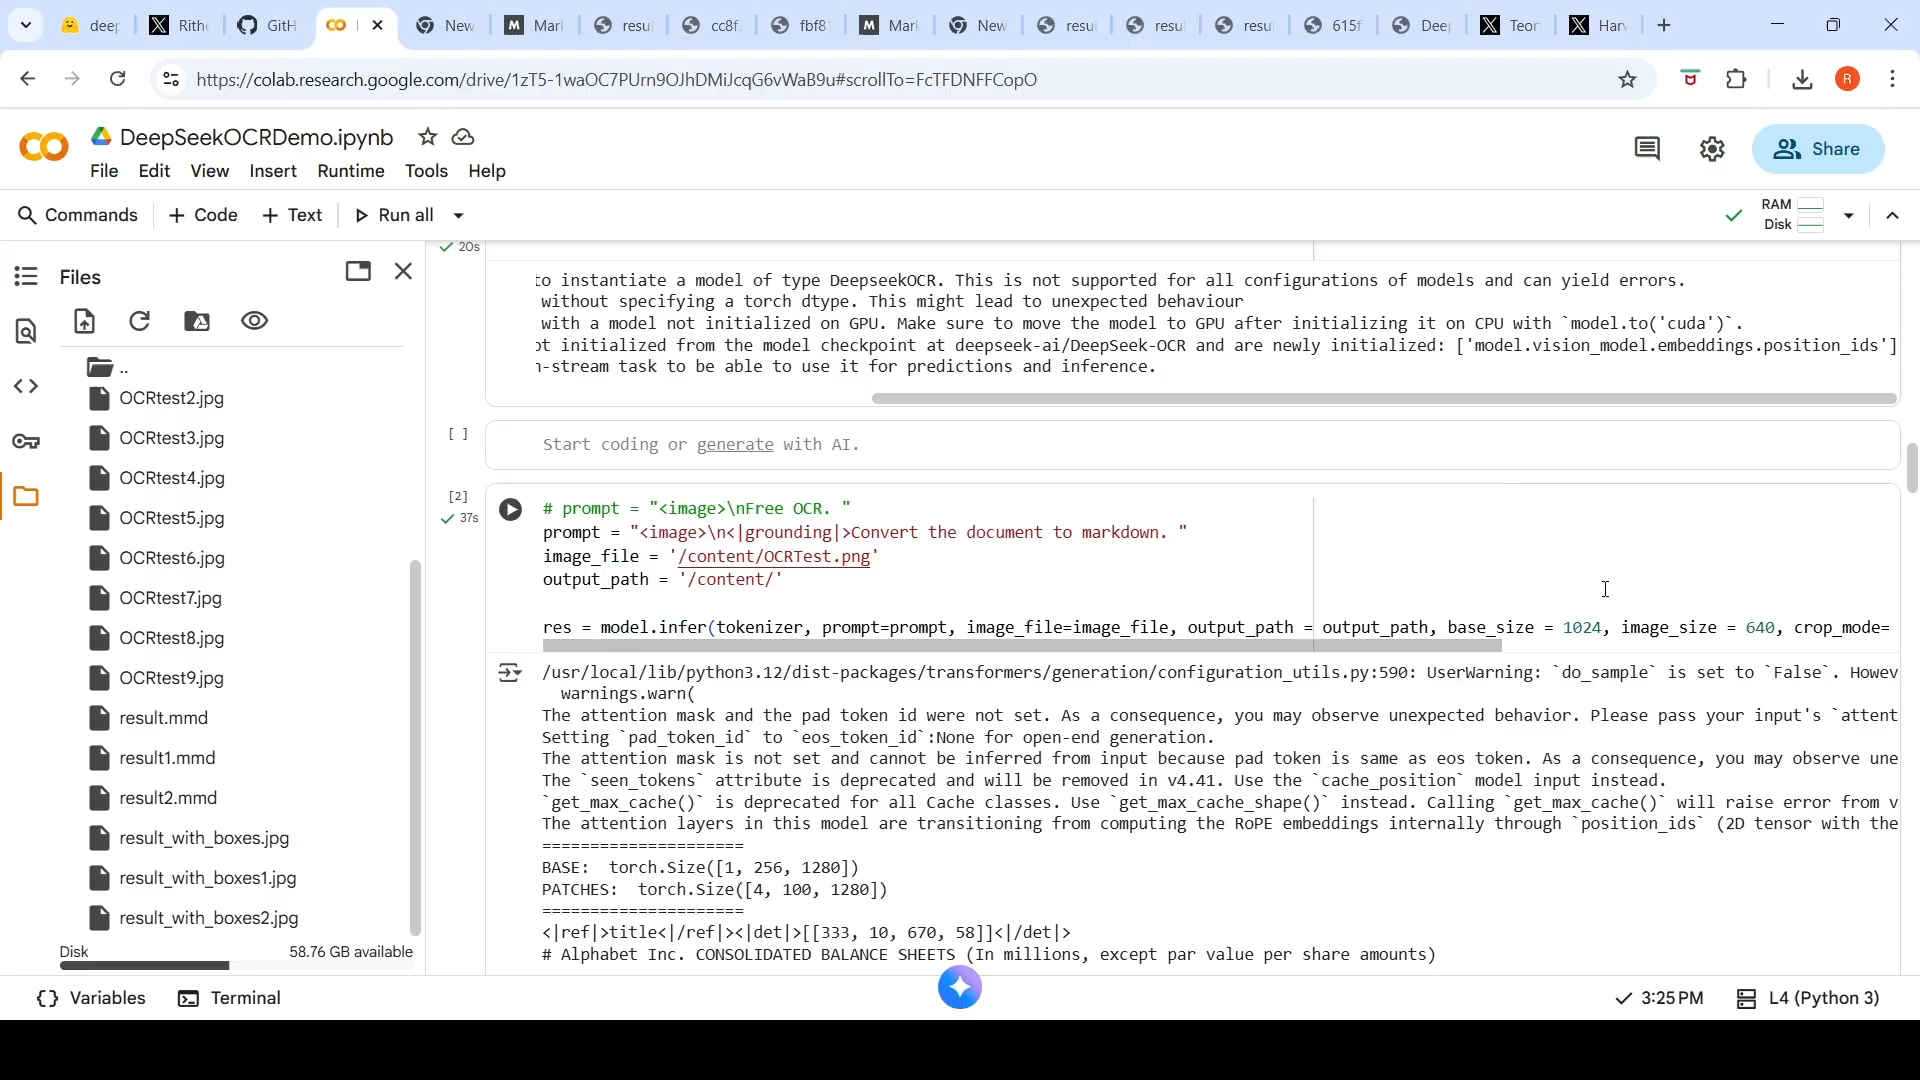 deep
Rithe
GitH
New
Mark
resu
cc8f
fbf8
Mark
New
resu
resu
resu
615f
Deep
Teor
Harv
https://colab.research.google.com/drive/1zT5-1waOC7PUrn9OJhDMiJcqG6vWaB9u#scrollTo=FcTFDNFFCopO
R
DeepSeekOCRDemo.ipynb
File Edit View Insert Runtime Tools Help
Share
Commands + Code + Text Run all
RAM
Disk
Files
..
OCRtest2.jpg
OCRtest3.jpg
OCRtest4.jpg
OCRtest5.jpg
OCRtest6.jpg
OCRtest7.jpg
OCRtest8.jpg
OCRtest9.jpg
result.mmd
result1.mmd
result2.mmd
result_with_boxes.jpg
result_with_boxes1.jpg
result_with_boxes2.jpg
Disk 58.76 GB available
20s
to instantiate a model of type DeepseekOCR. This is not supported for all configurations of models and can yield errors.
without specifying a torch dtype. This might lead to unexpected behaviour
with a model not initialized on GPU. Make sure to move the model to GPU after initializing it on CPU with `model.to('cuda')`.
ot initialized from the model checkpoint at deepseek-ai/DeepSeek-OCR and are newly initialized: ['model.vision_model.embeddings.position_ids']
n-stream task to be able to use it for predictions and inference.
[ ]
Start coding or generate with AI.
[2]
37s
# prompt = "<image>\nFree OCR. "
prompt = "<image>\n<|grounding|>Convert the document to markdown. "
image_file = '/content/OCRTest.png'
output_path = '/content/'
res = model.infer(tokenizer, prompt=prompt, image_file=image_file, output_path = output_path, base_size = 1024, image_size = 640, crop_mode=
/usr/local/lib/python3.12/dist-packages/transformers/generation/configuration_utils.py:590: UserWarning: `do_sample` is set to `False`. Howev
warnings.warn(
The attention mask and the pad token id were not set. As a consequence, you may observe unexpected behavior. Please pass your input's `attent
Setting `pad_token_id` to `eos_token_id`:None for open-end generation.
The attention mask is not set and cannot be inferred from input because pad token is same as eos token. As a consequence, you may observe une
The `seen_tokens` attribute is deprecated and will be removed in v4.41. Use the `cache_position` model input instead.
`get_max_cache()` is deprecated for all Cache classes. Use `get_max_cache_shape()` instead. Calling `get_max_cache()` will raise error from v
The attention layers in this model are transitioning from computing the RoPE embeddings internally through `position_ids` (2D tensor with the
=====================
BASE:  torch.Size([1, 256, 1280])
PATCHES:  torch.Size([4, 100, 1280])
=====================
<|ref|>title<|/ref|><|det|>[[333, 10, 670, 58]]<|/det|>
# Alphabet Inc. CONSOLIDATED BALANCE SHEETS (In millions, except par value per share amounts)
Variables Terminal
3:25 PM L4 (Python 3)